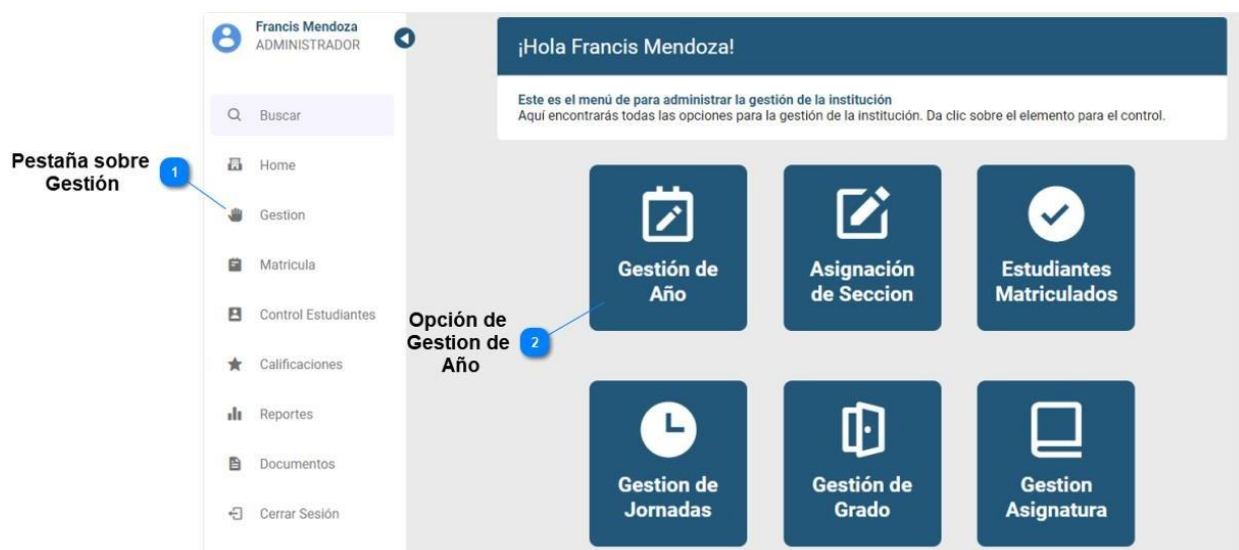 Francis Mendoza
ADMINISTRADOR
Buscar
Home
Gestion
Matricula
Control Estudiantes
Calificaciones
Reportes
Documentos
Cerrar Sesión
Pestaña sobre
Gestión
1
¡Hola Francis Mendoza!
Este es el menú de para administrar la gestión de la institución
Aquí encontrarás todas las opciones para la gestión de la institución. Da clic sobre el elemento para el control.
Opción de
Gestion de
Año
2
Gestión de
Año
Asignación
de Seccion
Estudiantes
Matriculados
Gestion de
Jornadas
Gestión de
Grado
Gestion
Asignatura